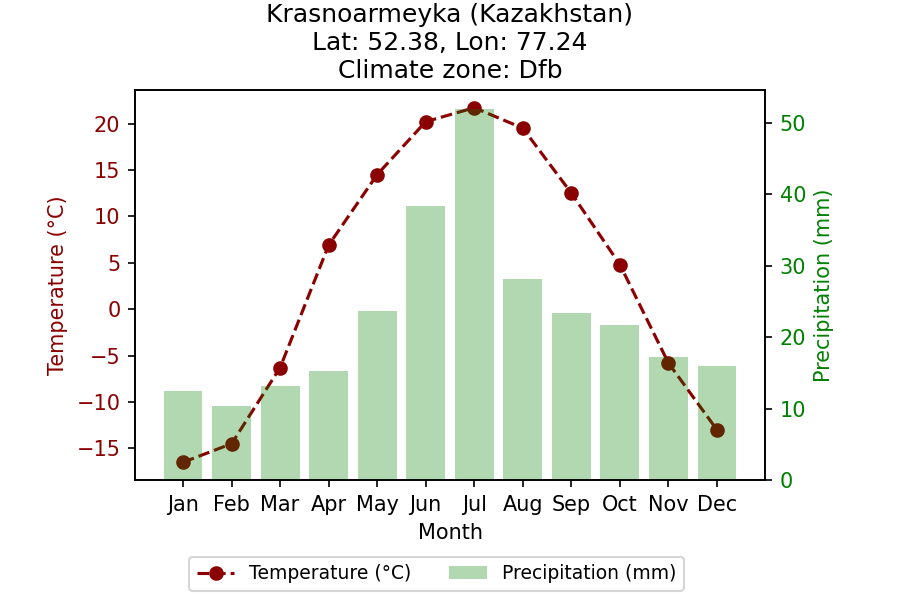 Krasnoarmeyka (Kazakhstan)
Lat: 52.38, Lon: 77.24
Climate zone: Dfb
Temperature (°C)
20
15
10
5
0
−5
−10
−15
50
40
30
20
10
0
Precipitation (mm)
Jan Feb Mar Apr May Jun Jul Aug Sep Oct Nov Dec
Month
Temperature (°C) Precipitation (mm)